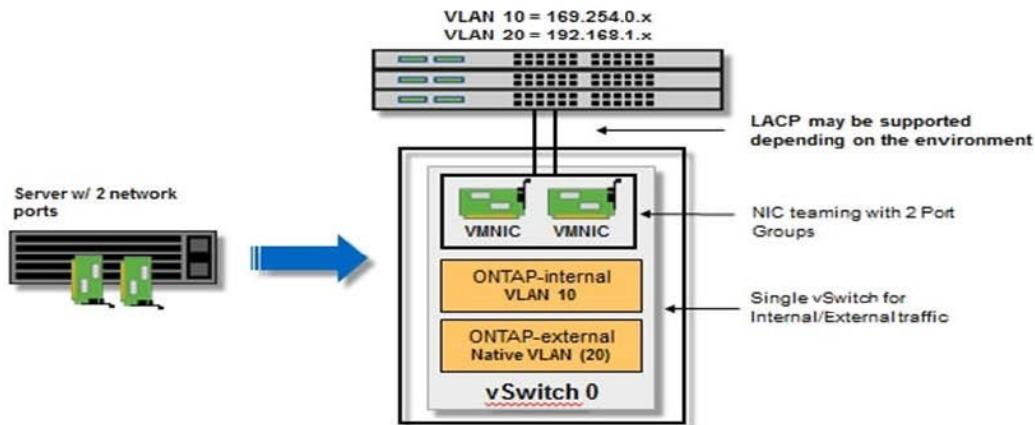 VLAN 10 = 169.254.0.x
VLAN 20 = 192.168.1.x
LACP may be supported
depending on the environment
Server w/ 2 network
ports
VMNIC
VMNIC
NIC teaming with 2 Port
Groups
ONTAP-internal
VLAN 10
Single vSwitch for
Internal/External traffic
ONTAP-external
Native VLAN (20)
vSwitch 0